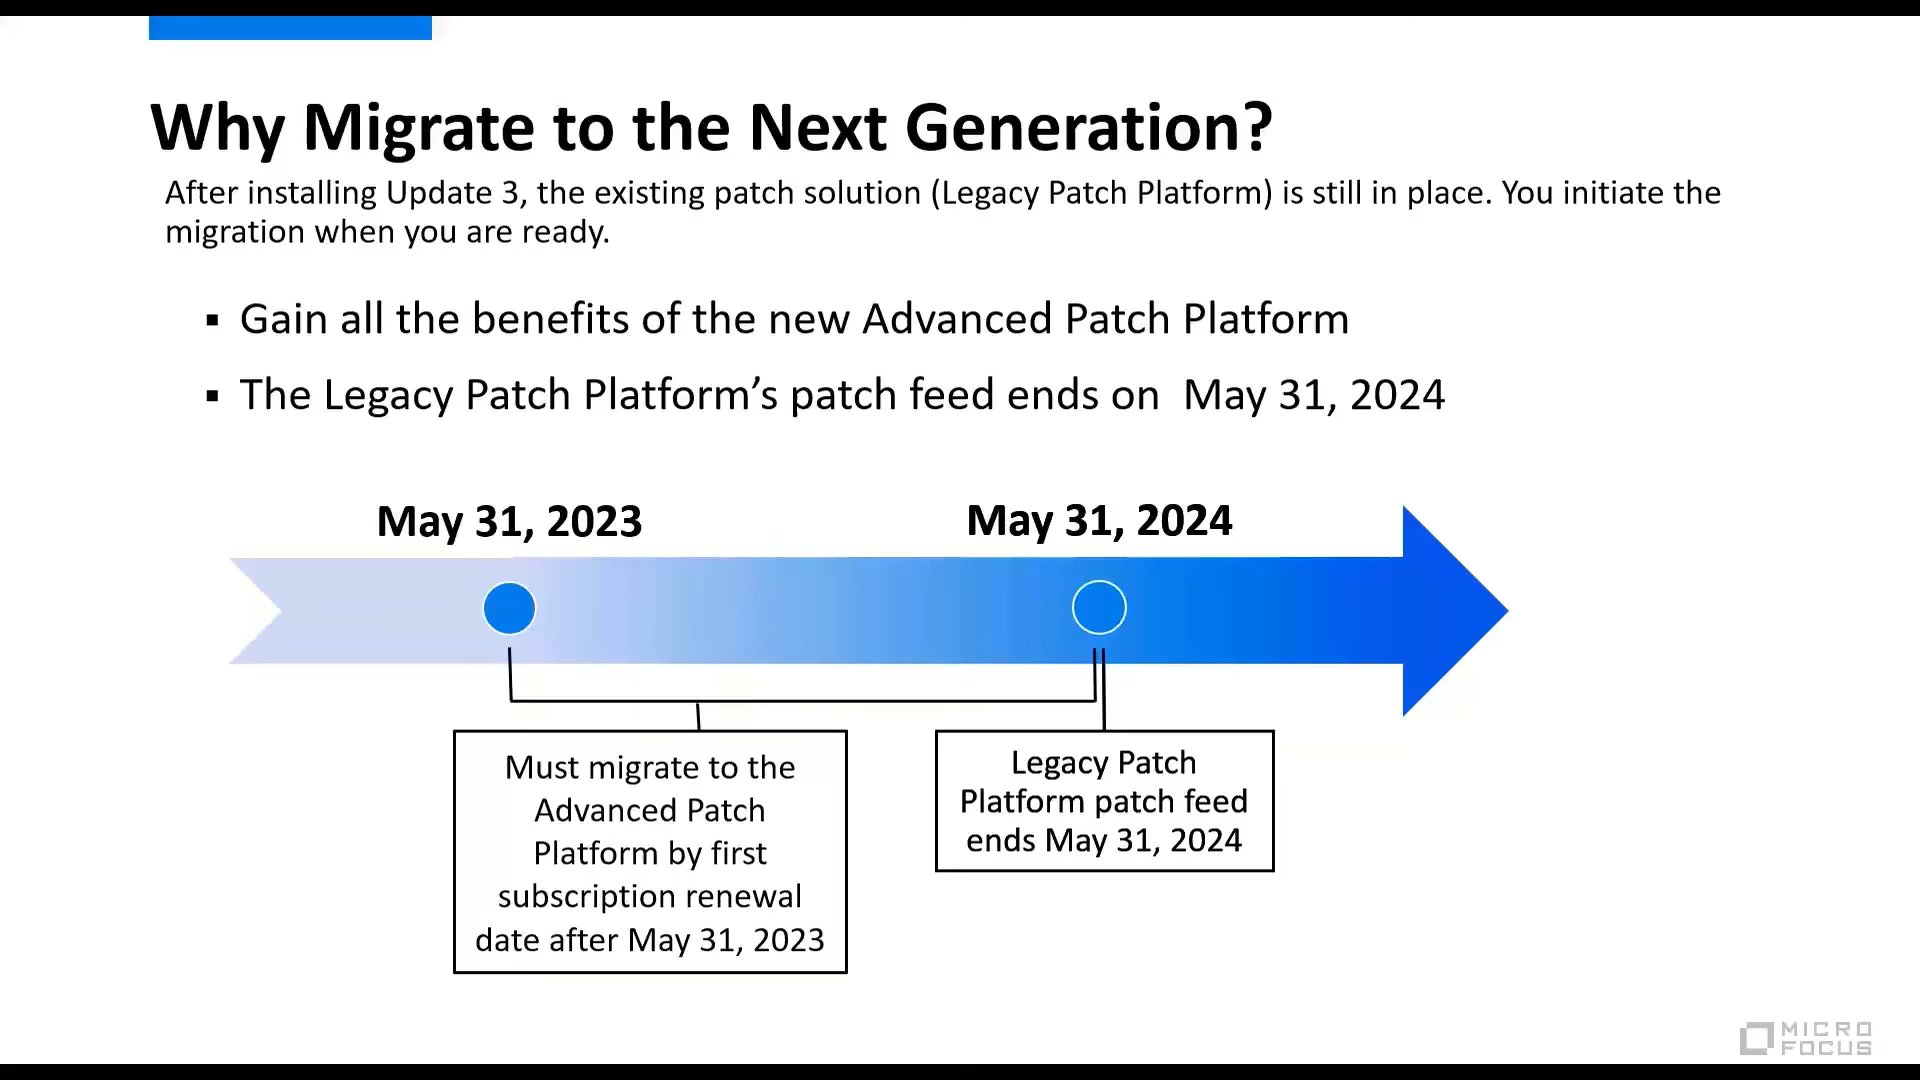 Why Migrate to the Next Generation?
After installing Update 3, the existing patch solution (Legacy Patch Platform) is still in place. You initiate the
migration when you are ready.
▪ Gain all the benefits of the new Advanced Patch Platform
▪ The Legacy Patch Platform’s patch feed ends on  May 31, 2024
May 31, 2023
May 31, 2024
Must migrate to the
Advanced Patch
Platform by first
subscription renewal
date after May 31, 2023
Legacy Patch
Platform patch feed
ends May 31, 2024
MICRO
FOCUS